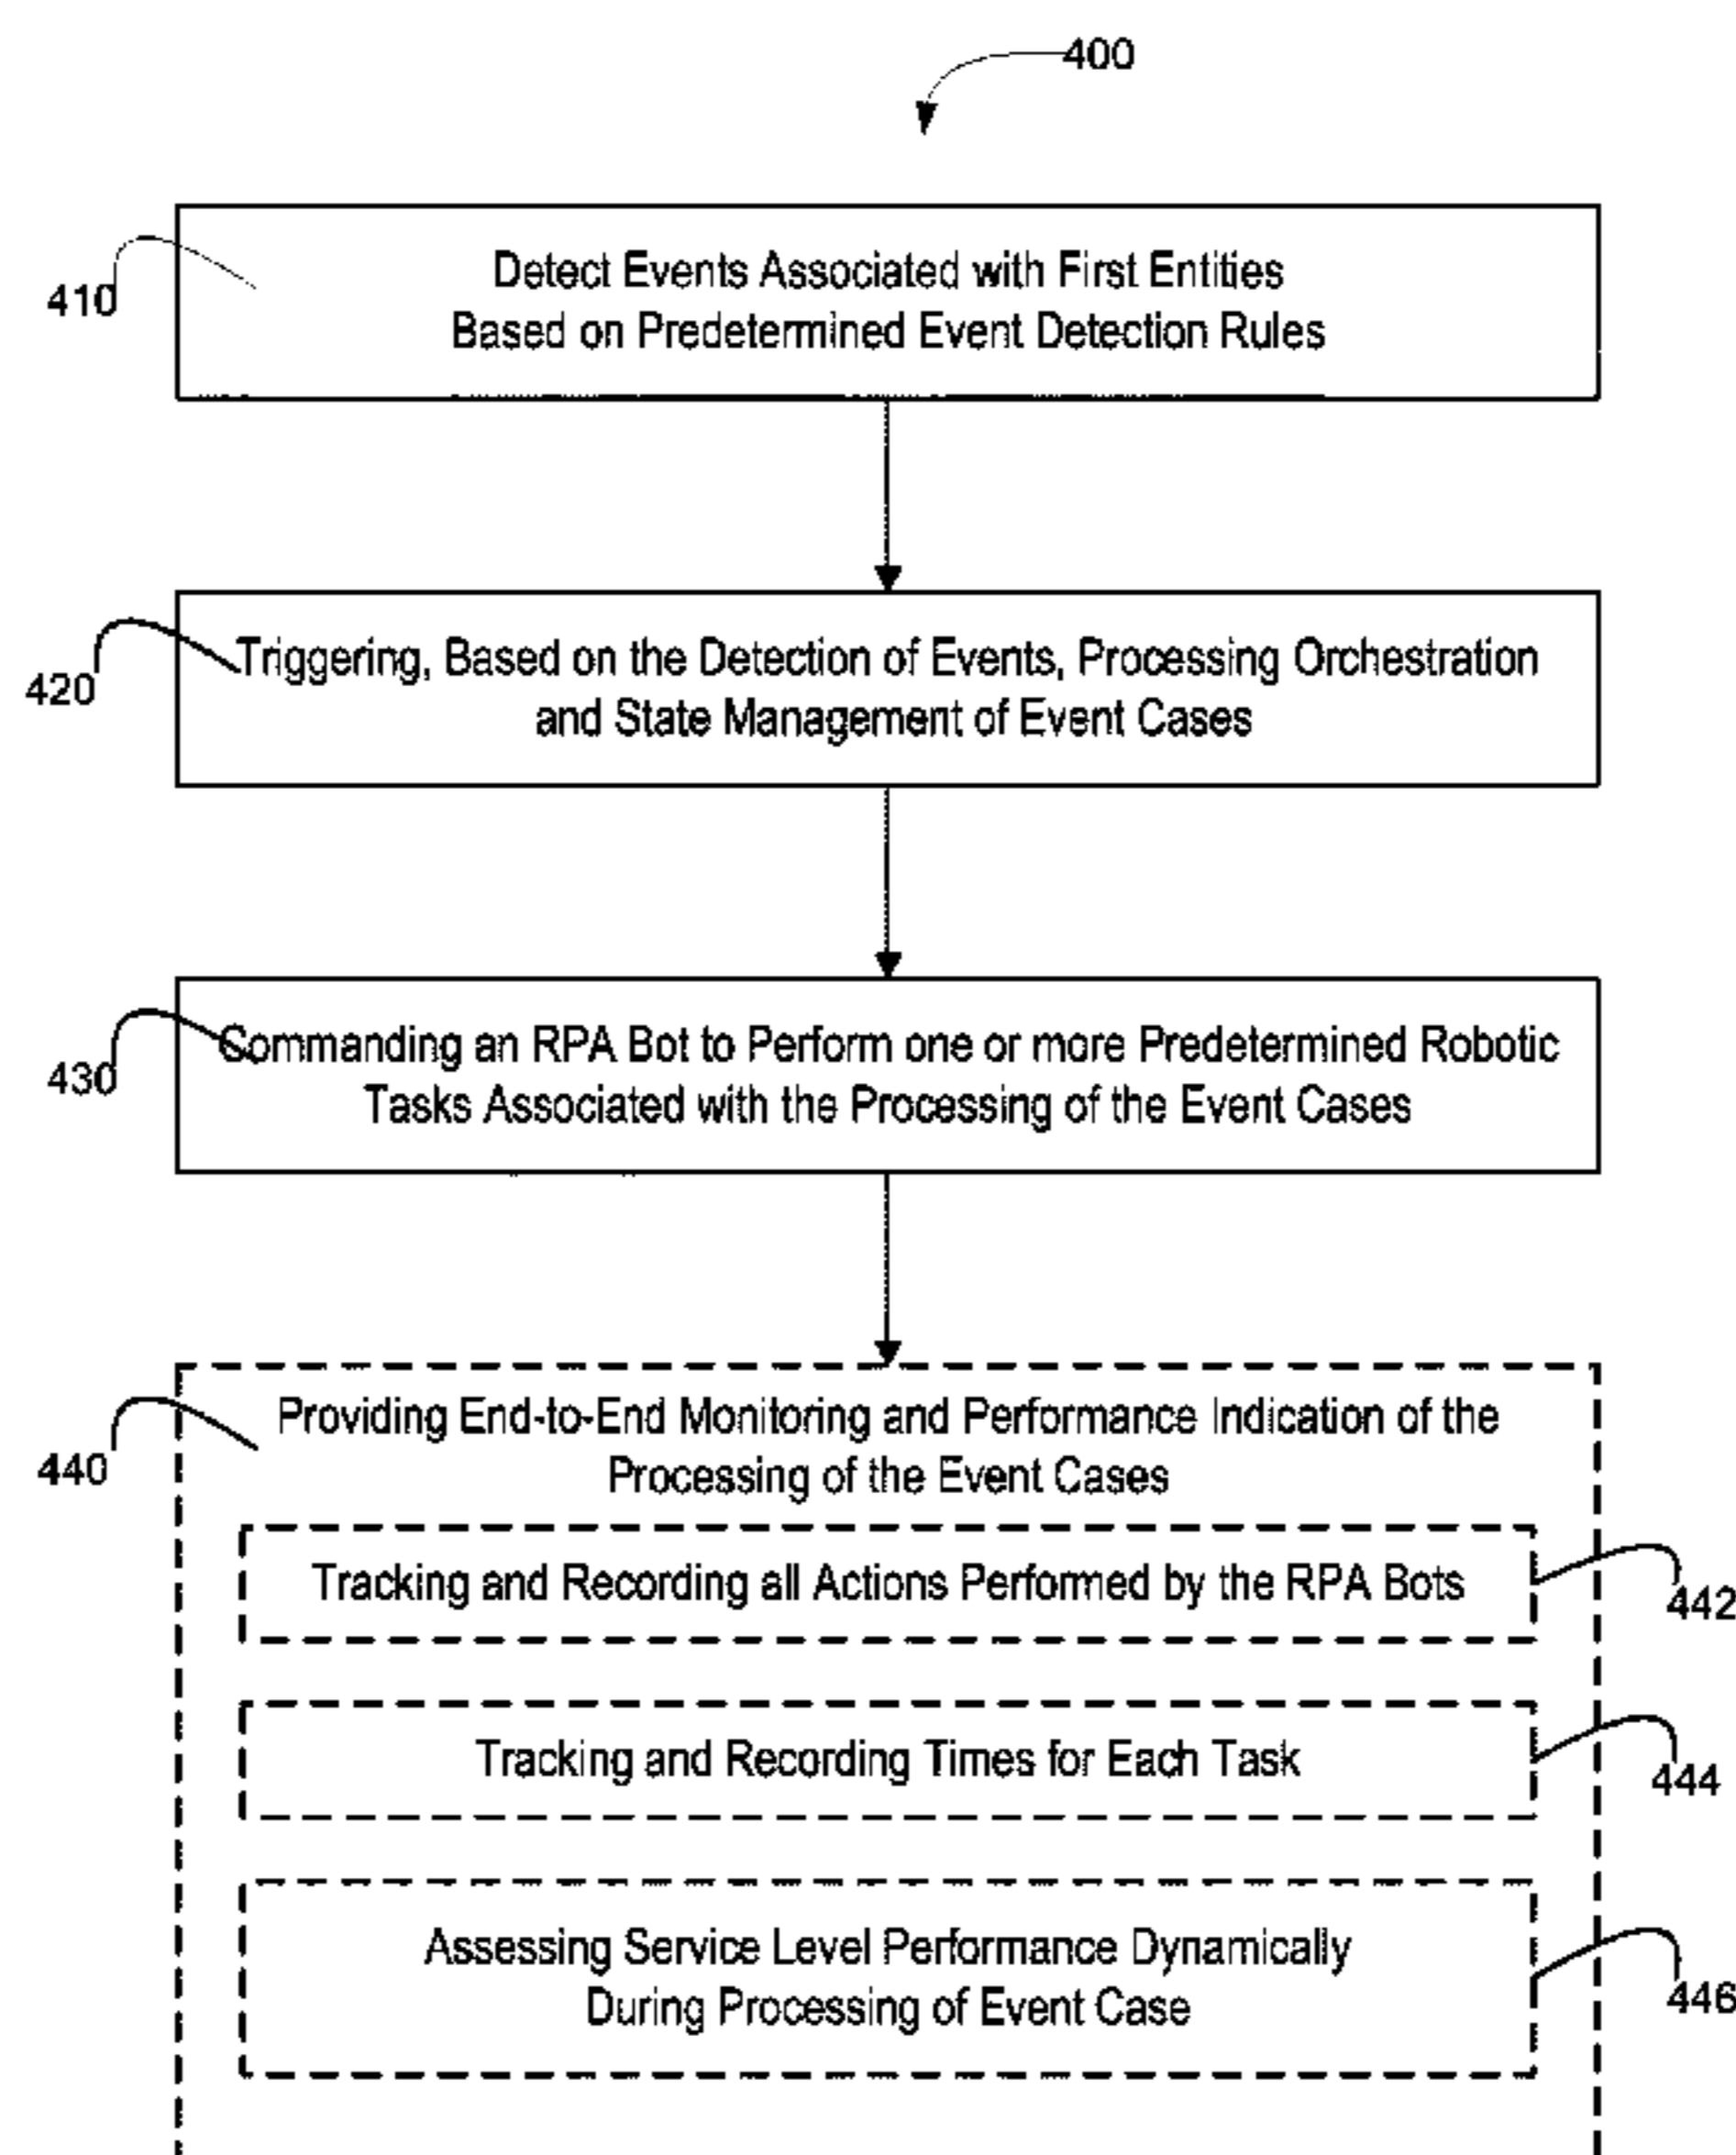 400
410
Detect Events Associated with First Entities
Based on Predetermined Event Detection Rules
420
Triggering, Based on the Detection of Events, Processing Orchestration
and State Management of Event Cases
430
Commanding an RPA Bot to Perform one or more Predetermined Robotic
Tasks Associated with the Processing of the Event Cases
440
Providing End-to-End Monitoring and Performance Indication of the
Processing of the Event Cases
Tracking and Recording all Actions Performed by the RPA Bots
442
Tracking and Recording Times for Each Task
444
Assessing Service Level Performance Dynamically
During Processing of Event Case
446